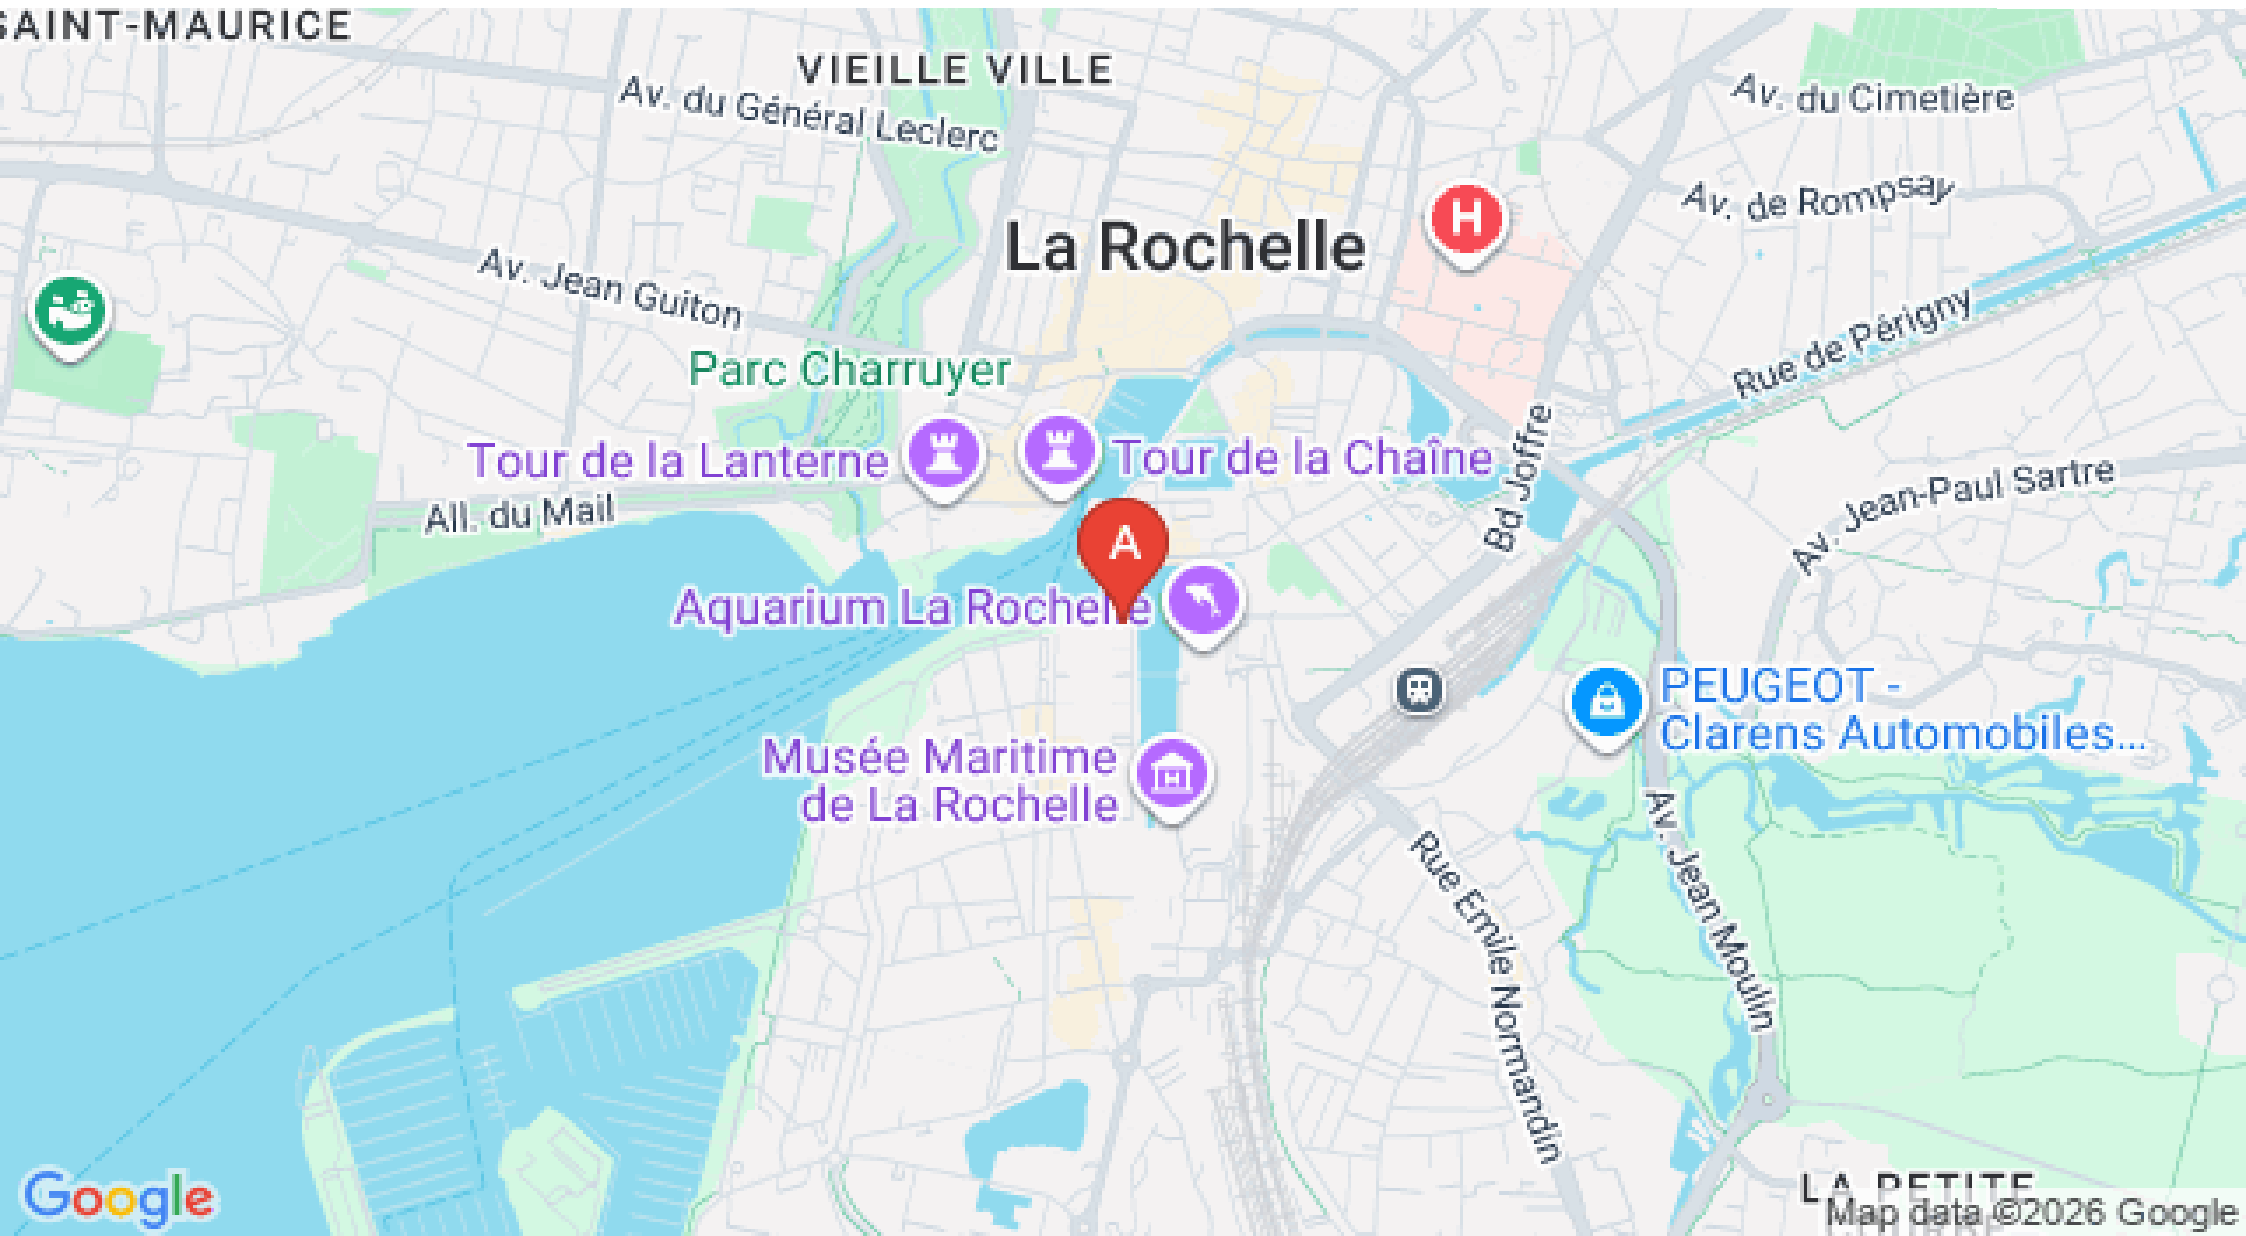 SAINT-MAURICE
VIEILLE VILLE
Av. du Général Leclerc
Av. du Cimetière
Av. de Rompsay
H
La Rochelle
Av. Jean Guiton
Rue de Périgny
Parc Charruyer
Tour de la Lanterne
Tour de la Chaîne
Bd Joffre
Av. Jean-Paul Sartre
All. du Mail
A
Aquarium La Rochelle
PEUGEOT -
Clarens Automobiles...
Musée Maritime
de La Rochelle
Av. Jean Moulin
Rue Emile Normandin
LA PETITE
Google
Map data ©2026 Google